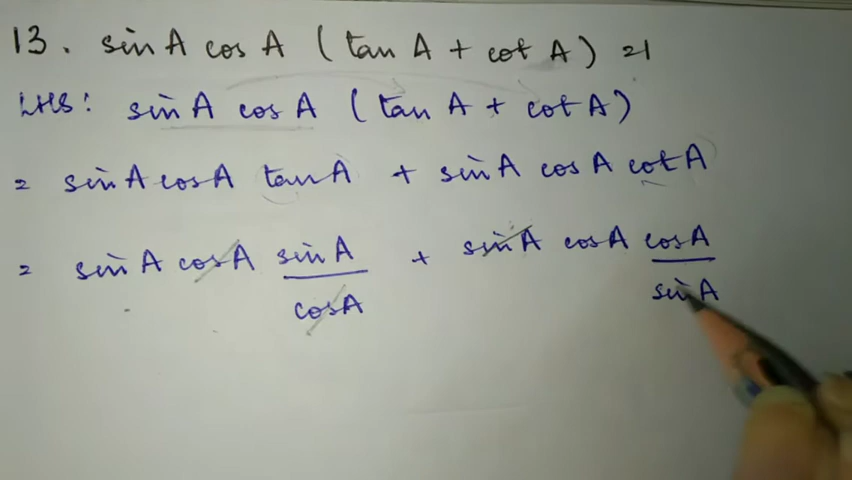 13. sin A cos A (tan A + cot A) = 1
LHS: sin A cos A (tan A + cot A)
= sin A cos A tan A + sin A cos A cot A
= sin A cos A sin A / cos A + sin A cos A cos A / sin A